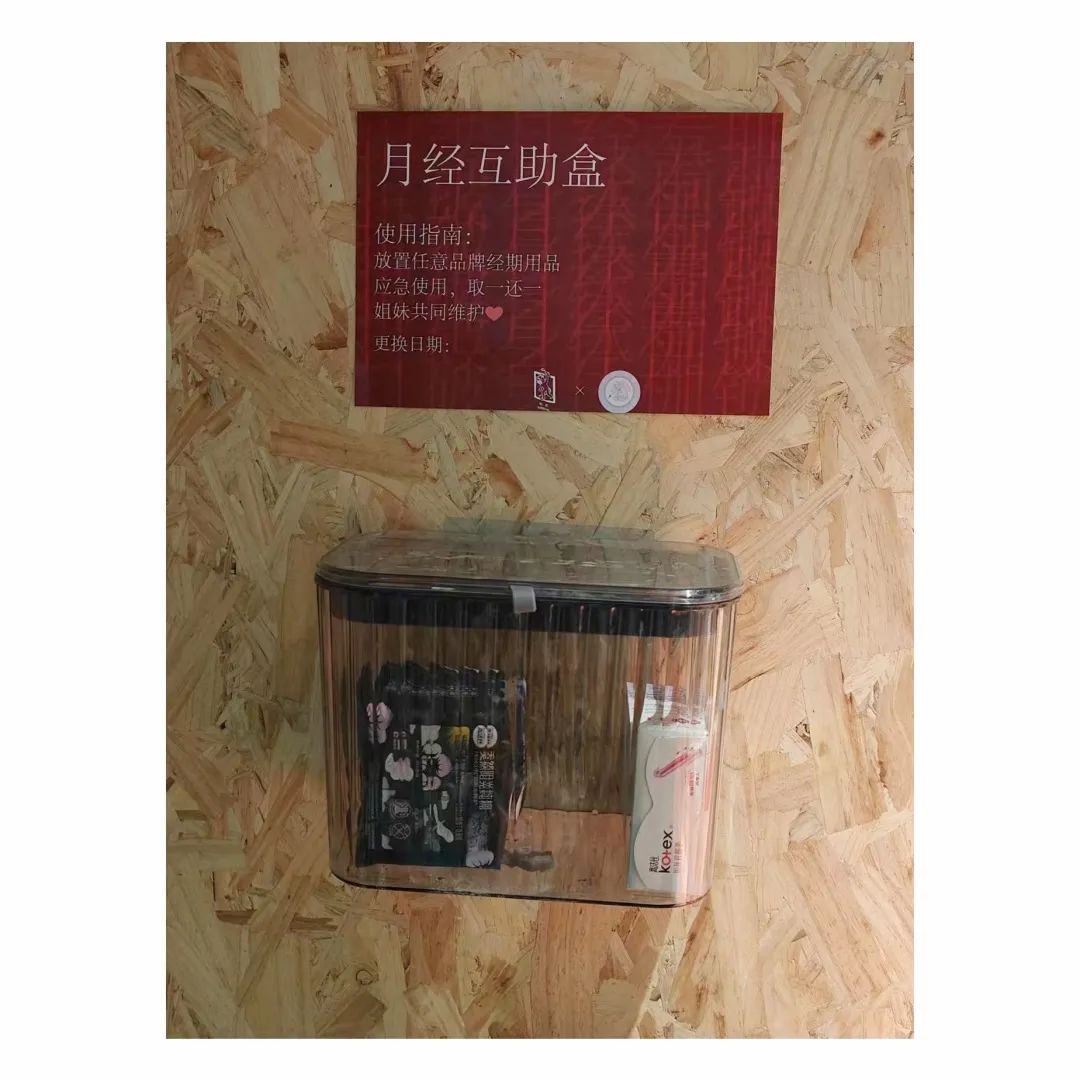 月经互助盒
使用指南：
放置任意品牌经期用品
应急使用，取一还一
姐妹共同维护❤
更换日期：
×
kotex